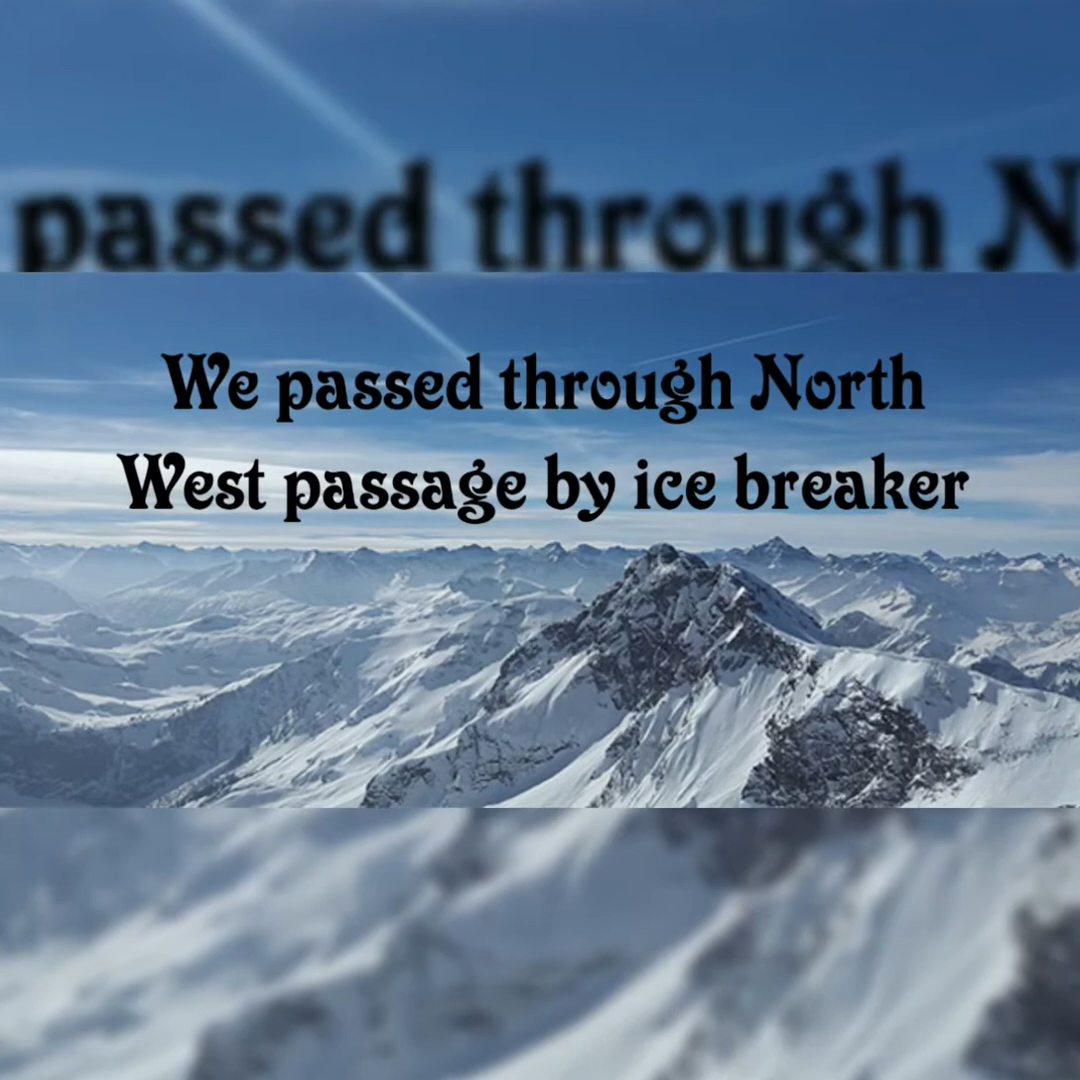 passed through N
We passed through North
West passage by ice breaker